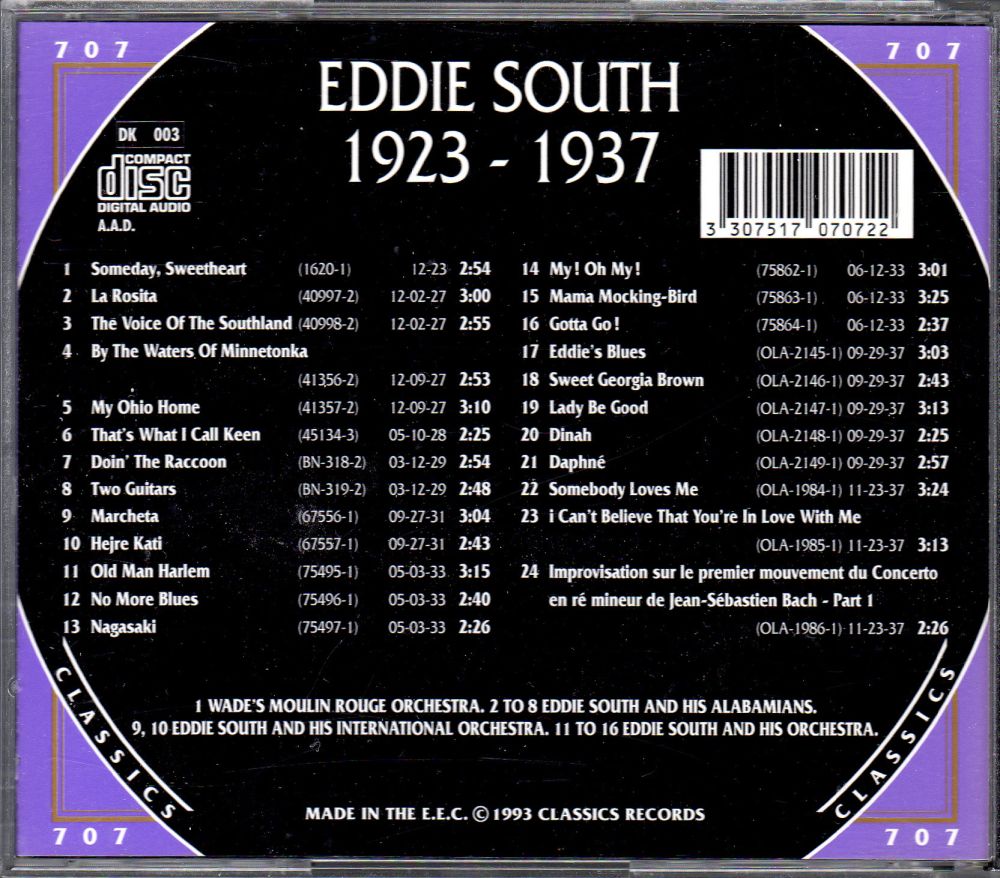 707
707
EDDIE SOUTH
1923 - 1937
DK 003
COMPACT
disc
DIGITAL AUDIO
A.A.D.
3 307517 070722
1 Someday, Sweetheart (1620-1) 12-23 2:54
2 La Rosita (40997-2) 12-02-27 3:00
3 The Voice Of The Southland (40998-2) 12-02-27 2:55
4 By The Waters Of Minnetonka
(41356-2) 12-09-27 2:53
5 My Ohio Home (41357-2) 12-09-27 3:10
6 That's What I Call Keen (45134-3) 05-10-28 2:25
7 Doin' The Raccoon (BN-318-2) 03-12-29 2:54
8 Two Guitars (BN-319-2) 03-12-29 2:48
9 Marcheta (67556-1) 09-27-31 3:04
10 Hejre Kati (67557-1) 09-27-31 2:43
11 Old Man Harlem (75495-1) 05-03-33 3:15
12 No More Blues (75496-1) 05-03-33 2:40
13 Nagasaki (75497-1) 05-03-33 2:26
14 My! Oh My! (75862-1) 06-12-33 3:01
15 Mama Mocking-Bird (75863-1) 06-12-33 3:25
16 Gotta Go! (75864-1) 06-12-33 2:37
17 Eddie's Blues (OLA-2145-1) 09-29-37 3:03
18 Sweet Georgia Brown (OLA-2146-1) 09-29-37 2:43
19 Lady Be Good (OLA-2147-1) 09-29-37 3:13
20 Dinah (OLA-2148-1) 09-29-37 2:25
21 Daphné (OLA-2149-1) 09-29-37 2:57
22 Somebody Loves Me (OLA-1984-1) 11-23-37 3:24
23 i Can't Believe That You're In Love With Me
(OLA-1985-1) 11-23-37 3:13
24 Improvisation sur le premier mouvement du Concerto
en ré mineur de Jean-Sébastien Bach - Part 1
(OLA-1986-1) 11-23-37 2:26
1 WADE'S MOULIN ROUGE ORCHESTRA. 2 TO 8 EDDIE SOUTH AND HIS ALABAMIANS.
9, 10 EDDIE SOUTH AND HIS INTERNATIONAL ORCHESTRA. 11 TO 16 EDDIE SOUTH AND HIS ORCHESTRA.
CLASSICS
CLASSICS
MADE IN THE E.E.C. © 1993 CLASSICS RECORDS
707
707